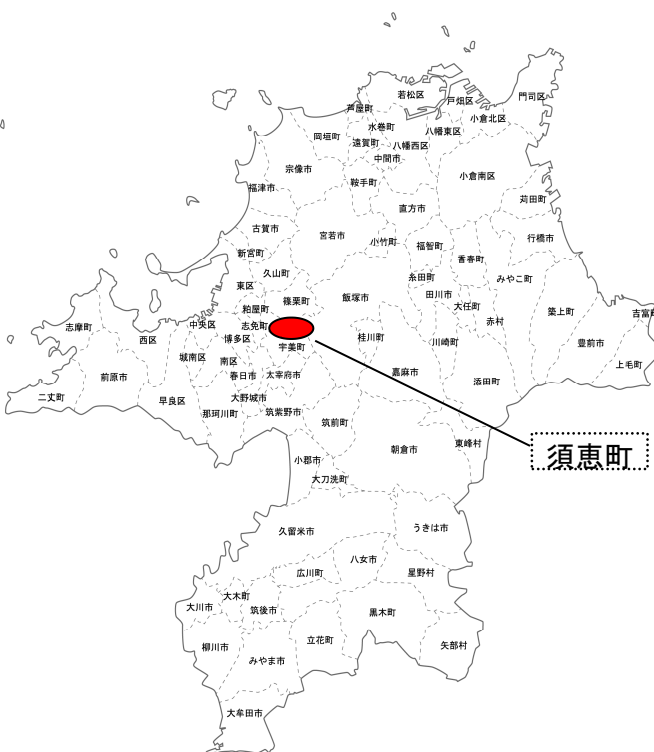 若松区
戸畑区
門司区
芦屋町
小倉北区
水巻町
八幡東区
岡垣町
遠賀町
八幡西区
中間市
宗像市
鞍手町
小倉南区
福津市
苅田町
直方市
古賀市
宮若市
小竹町
福智町
行橋市
新宮町
香春町
久山町
糸田町
みやこ町
東区
篠栗町
飯塚市
田川市
大任町
粕屋町
築上町
吉富町
志摩町
中央区
志免町
赤村
西区
博多区
桂川町
川崎町
豊前市
宇美町
城南区
南区
上毛町
前原市
春日市
太宰府市
嘉麻市
添田町
二丈町
早良区
大野城市
那珂川町
筑紫野市
筑前町
朝倉市
東峰村
須恵町
小郡市
大刀洗町
久留米市
うきは市
八女市
広川町
星野村
大木町
大川市
筑後市
黒木町
柳川市
立花町
矢部村
みやま市
大牟田市